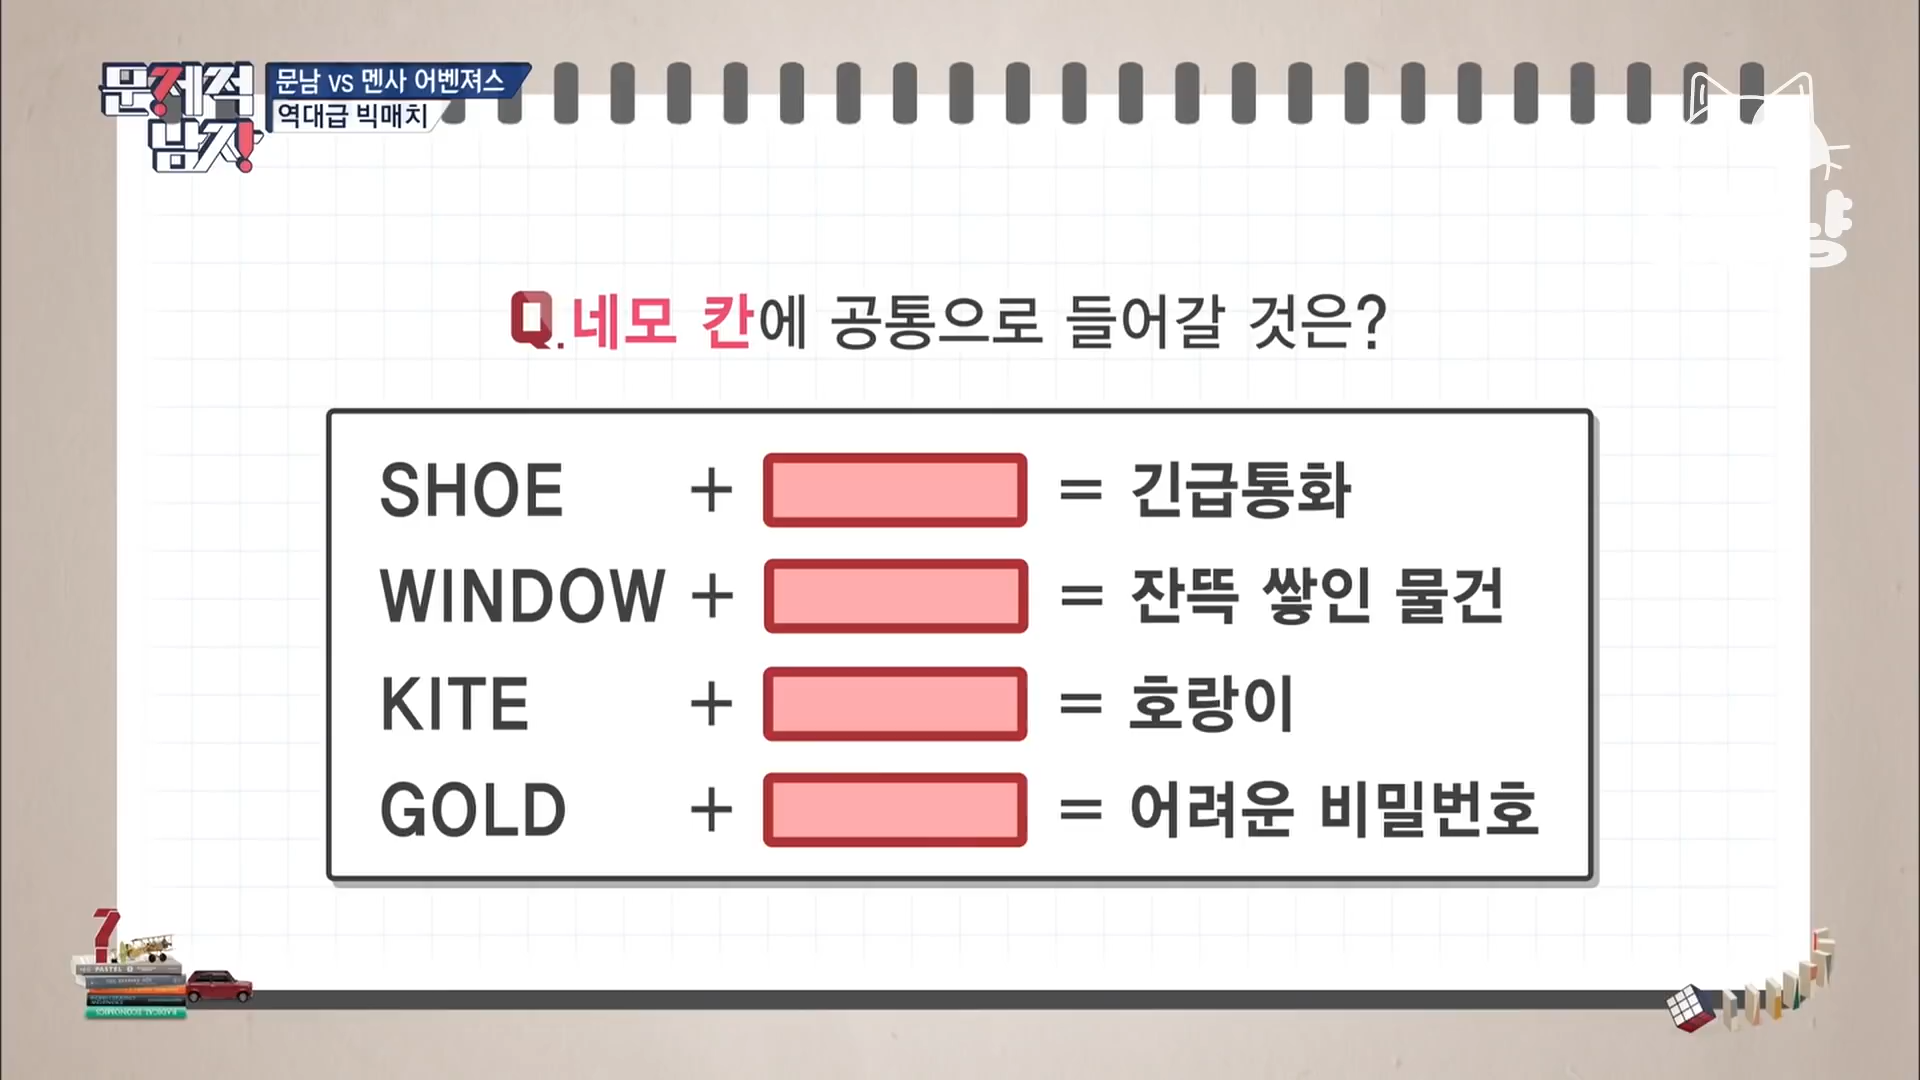 문제적
남자
문남 vs 멘사 어벤져스
역대급 빅매치
Q.네모 칸에 공통으로 들어갈 것은?
SHOE + = 긴급통화
WINDOW + = 잔뜩 쌓인 물건
KITE + = 호랑이
GOLD + = 어려운 비밀번호
PASTEL
RADICAL ECONOMICS